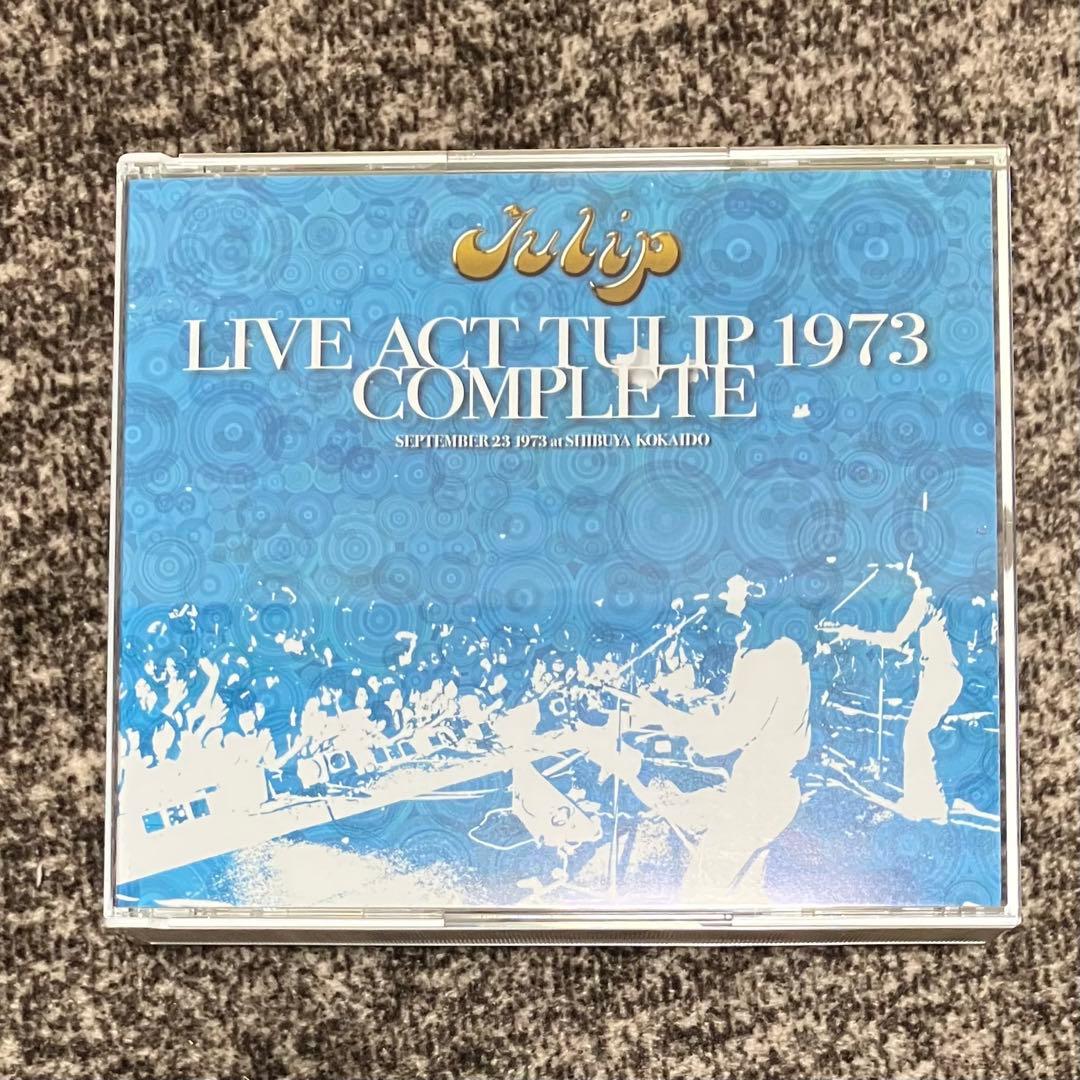 Tulip
LIVE ACT TULIP 1973
COMPLETE
SEPTEMBER 23 1973 at SHIBUYA KOKAIDO